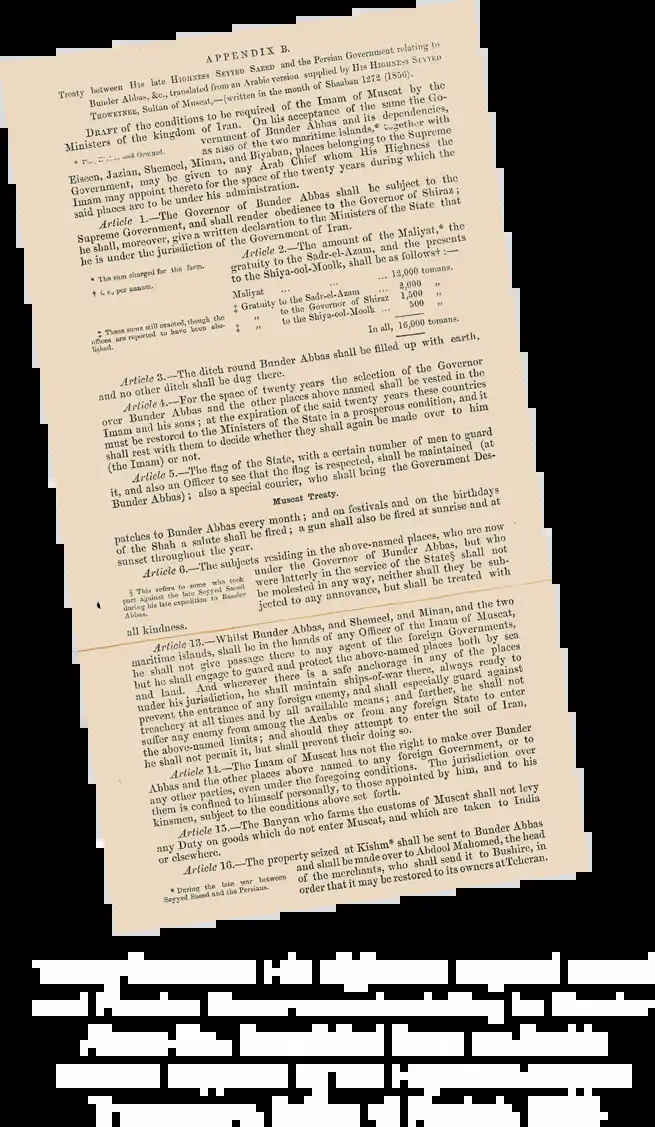 APPENDIX B.
Treaty between HIS late HIGHNESS SEYYED SAEED and the Persian Government relating to
Bunder Abbas, &c., translated from an Arabic version supplied by HIS HIGHNESS SEYYED
THOWEYNEE, Sultan of Muscat,—(written in the month of Shaaban 1272 (1856).
DRAFT of the conditions to be required of the Imam of Muscat by the
Ministers of the kingdom of Iran. On his acceptance of the same the Go-
vernment of Bunder Abbas and its dependencies,
* and Ormund.
as also of the two maritime islands,* together with
Eiseen, Jazian, Shemeel, Minan, and Biyaban, places belonging to the Supreme
Government, may be given to any Arab Chief whom His Highness the
Imam may appoint thereto for the space of the twenty years during which the
said places are to be under his administration.
Article 1.—The Governor of Bunder Abbas shall be subject to the
Supreme Government, and shall render obedience to the Governor of Shiraz;
he shall, moreover, give a written declaration to the Ministers of the State that
he is under the jurisdiction of the Government of Iran.
Article 2.—The amount of the Maliyat,* the
* The sum charged for the farm.
gratuity to the Sadr-el-Azam, and the presents
† i. e., per annum.
to the Shiya-ool-Moolk, shall be as follows† :—
Maliyat ... ... ... 12,000 tomans.
‡ Gratuity to the Sadr-el-Azam ... 2,000 „
‡ „ to the Governor of Shiraz 1,500 „
‡ „ to the Shiya-ool-Moolk ... 500 „
‡ These sums still exacted, though the
offices are reported to have been abo-
lished.
In all, 16,000 tomans.
Article 3.—The ditch round Bunder Abbas shall be filled up with earth,
and no other ditch shall be dug there.
Article 4.—For the space of twenty years the selection of the Governor
over Bunder Abbas and the other places above named shall be vested in the
Imam and his sons; at the expiration of the said twenty years these countries
must be restored to the Ministers of the State in a prosperous condition, and it
shall rest with them to decide whether they shall again be made over to him
(the Imam) or not.
Article 5.—The flag of the State, with a certain number of men to guard
it, and also an Officer to see that the flag is respected, shall be maintained (at
Bunder Abbas); also a special courier, who shall bring the Government Des-
Muscat Treaty.
patches to Bunder Abbas every month; and on festivals and on the birthdays
of the Shah a salute shall be fired; a gun shall also be fired at sunrise and at
sunset throughout the year.
Article 6.—The subjects residing in the above-named places, who are now
under the Governor of Bunder Abbas, but who
were latterly in the service of the State§ shall not
be molested in any way, neither shall they be sub-
jected to any annovance, but shall be treated with
§ This refers to some who took
part against the late Seyyed Saeed
during his late expedition to Bunder
Abbas.
all kindness.
Article 13.—Whilst Bunder Abbas, and Shemeel, and Minan, and the two
maritime islands, shall be in the hands of any Officer of the Imam of Muscat,
he shall not give passage there to any agent of the foreign Governments,
but he shall engage to guard and protect the above-named places both by sea
and land. And wherever there is a safe anchorage in any of the places
under his jurisdiction, he shall maintain ships-of-war there, always ready to
prevent the entrance of any foreign enemy, and shall especially guard against
treachery at all times and by all available means; and further, he shall not
suffer any enemy from among the Arabs or from any foreign State to enter
the above-named limits; and should they attempt to enter the soil of Iran,
he shall not permit it, but shall prevent their doing so.
Article 14.—The Imam of Muscat has not the right to make over Bunder
Abbas and the other places above named to any foreign Government, or to
any other parties, even under the foregoing conditions. The jurisdiction over
them is confined to himself personally, to those appointed by him, and to his
kinsmen, subject to the conditions above set forth.
Article 15.—The Banyan who farms the customs of Muscat shall not levy
any Duty on goods which do not enter Muscat, and which are taken to India
or elsewhere.
Article 16.—The property seized at Kishm* shall be sent to Bunder Abbas
and shall be made over to Abdool Mahomed, the head
of the merchants, who shall send it to Bushire, in
order that it may be restored to its owners at Tcheran.
* During the late war between
Seyyed Saeed and the Persians.